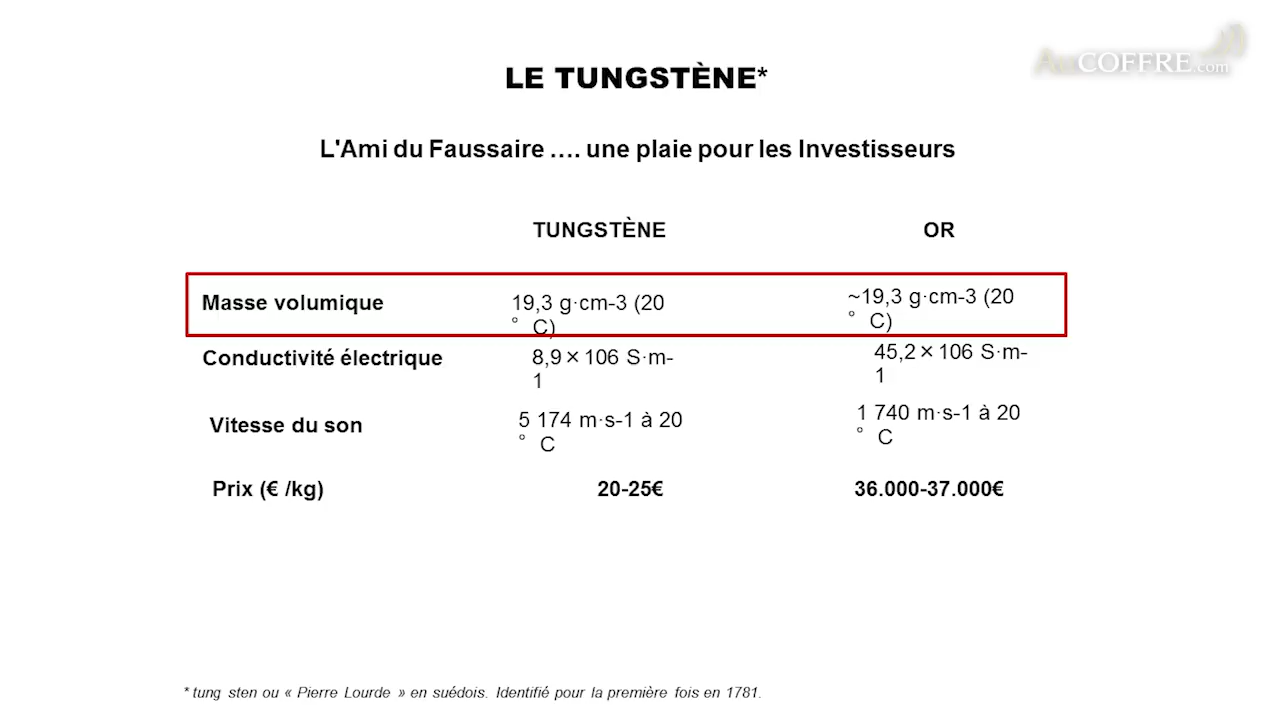 AuCOFFRE.com
LE TUNGSTÈNE*
L'Ami du Faussaire .... une plaie pour les Investisseurs
TUNGSTÈNE OR
Masse volumique 19,3 g·cm-3 (20 ~19,3 g·cm-3 (20
° C) ° C)
Conductivité électrique 8,9×106 S·m- 45,2×106 S·m-
1 1
Vitesse du son 5 174 m·s-1 à 20 1 740 m·s-1 à 20
° C ° C
Prix (€ /kg) 20-25€ 36.000-37.000€
* tung sten ou « Pierre Lourde » en suédois. Identifié pour la première fois en 1781.